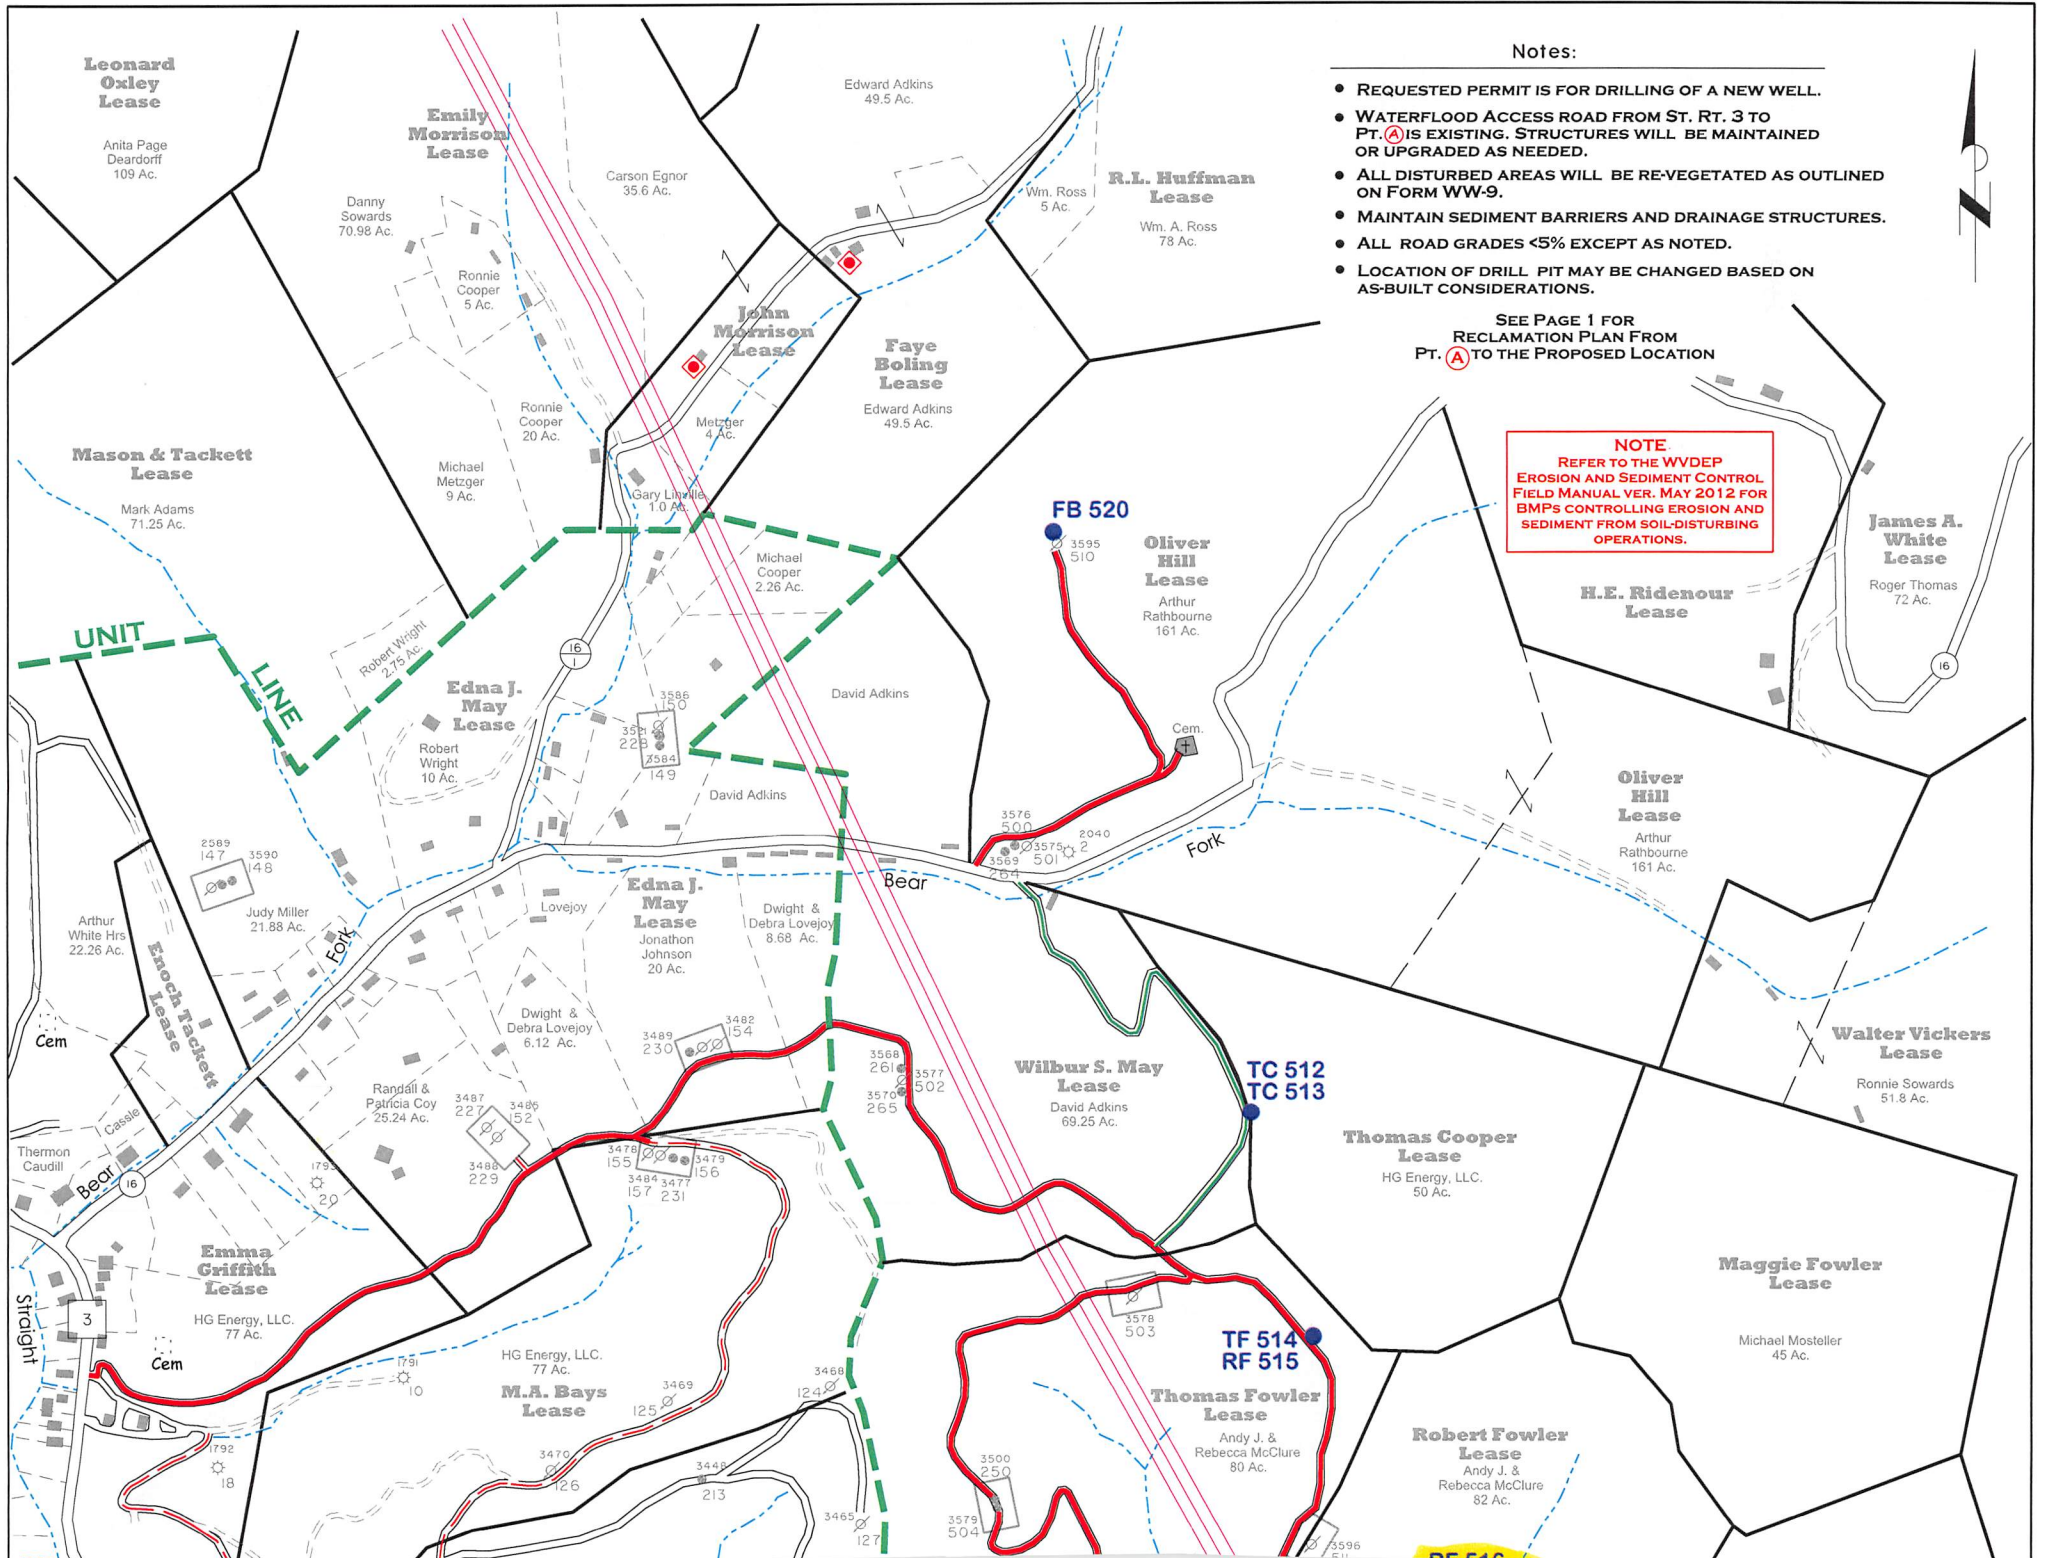 Notes:
• REQUESTED PERMIT IS FOR DRILLING OF A NEW WELL.
• WATERFLOOD ACCESS ROAD FROM ST. RT. 3 TO
PT. A IS EXISTING. STRUCTURES WILL BE MAINTAINED
OR UPGRADED AS NEEDED.
• ALL DISTURBED AREAS WILL BE RE-VEGETATED AS OUTLINED
ON FORM WW-9.
• MAINTAIN SEDIMENT BARRIERS AND DRAINAGE STRUCTURES.
• ALL ROAD GRADES <5% EXCEPT AS NOTED.
• LOCATION OF DRILL PIT MAY BE CHANGED BASED ON
AS-BUILT CONSIDERATIONS.
SEE PAGE 1 FOR
RECLAMATION PLAN FROM
PT. A TO THE PROPOSED LOCATION
N
NOTE
REFER TO THE WVDEP
EROSION AND SEDIMENT CONTROL
FIELD MANUAL VER. MAY 2012 FOR
BMPS CONTROLLING EROSION AND
SEDIMENT FROM SOIL-DISTURBING
OPERATIONS.
Leonard
Oxley
Lease
Anita Page
Deardorff
109 Ac.
Emily
Morrison
Lease
Danny
Sowards
70.98 Ac.
Ronnie
Cooper
5 Ac.
Carson Egnor
35.6 Ac.
Edward Adkins
49.5 Ac.
Wm. Ross
5 Ac.
R.L. Huffman
Lease
Wm. A. Ross
78 Ac.
John
Morrison
Lease
Faye
Boling
Lease
Edward Adkins
49.5 Ac.
Metzger
4 Ac.
Ronnie
Cooper
20 Ac.
Michael
Metzger
9 Ac.
Gary Linville
1.0 Ac.
Mason & Tackett
Lease
Mark Adams
71.25 Ac.
FB 520
3595
510
Oliver
Hill
Lease
Arthur
Rathbourne
161 Ac.
Michael
Cooper
2.26 Ac.
H.E. Ridenour
Lease
James A.
White
Lease
Roger Thomas
72 Ac.
16
UNIT
LINE
Robert Wright
2.75 Ac.
16
1
Edna J.
May
Lease
Robert
Wright
10 Ac.
3586
150
3521
228
3584
149
David Adkins
David Adkins
Cem.
Oliver
Hill
Lease
Arthur
Rathbourne
161 Ac.
3576
500
3575
501
2040
2
3569
264
Fork
Bear
2589
147
3590
148
Judy Miller
21.88 Ac.
Arthur
White Hrs
22.26 Ac.
Enoch Tackett
Lease
Fork
Lovejoy
Edna J.
May
Lease
Jonathon
Johnson
20 Ac.
Dwight &
Debra Lovejoy
8.68 Ac.
Dwight &
Debra Lovejoy
6.12 Ac.
Cem
3489
230
3482
154
3568
261
3577
502
3570
265
Wilbur S. May
Lease
David Adkins
69.25 Ac.
TC 512
TC 513
Walter Vickers
Lease
Ronnie Sowards
51.8 Ac.
Randall &
Patricia Coy
25.24 Ac.
3487
227
3485
152
3488
229
3478
155
3479
156
3484
157
3477
231
Thomas Cooper
Lease
HG Energy, LLC.
50 Ac.
Thermon
Caudill
Cassle
Bear
16
1793
20
Emma
Griffith
Lease
HG Energy, LLC.
77 Ac.
Straight
3
Cem
Maggie Fowler
Lease
Michael Mosteller
45 Ac.
3578
503
TF 514
RF 515
Thomas Fowler
Lease
Andy J. &
Rebecca McClure
80 Ac.
Robert Fowler
Lease
Andy J. &
Rebecca McClure
82 Ac.
HG Energy, LLC.
77 Ac.
M.A. Bays
Lease
1791
10
1792
18
3468
124
3469
125
3470
126
3448
213
3465
127
3500
250
3579
504
3596